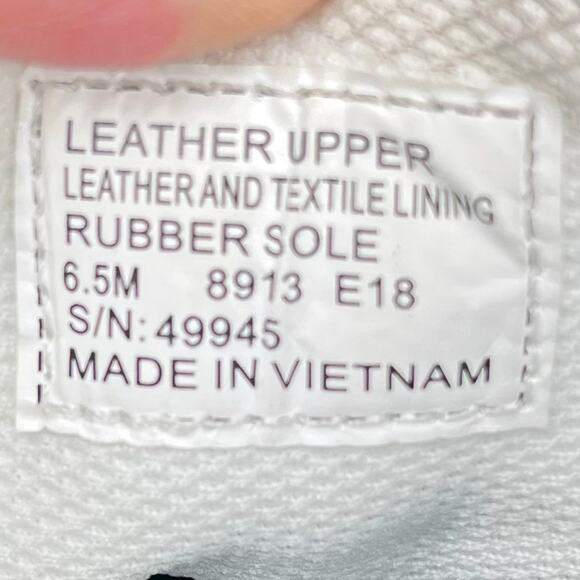 LEATHER UPPER
LEATHER AND TEXTILE LINING
RUBBER SOLE
6.5M 8913 E18
S/N: 49945
MADE IN VIETNAM